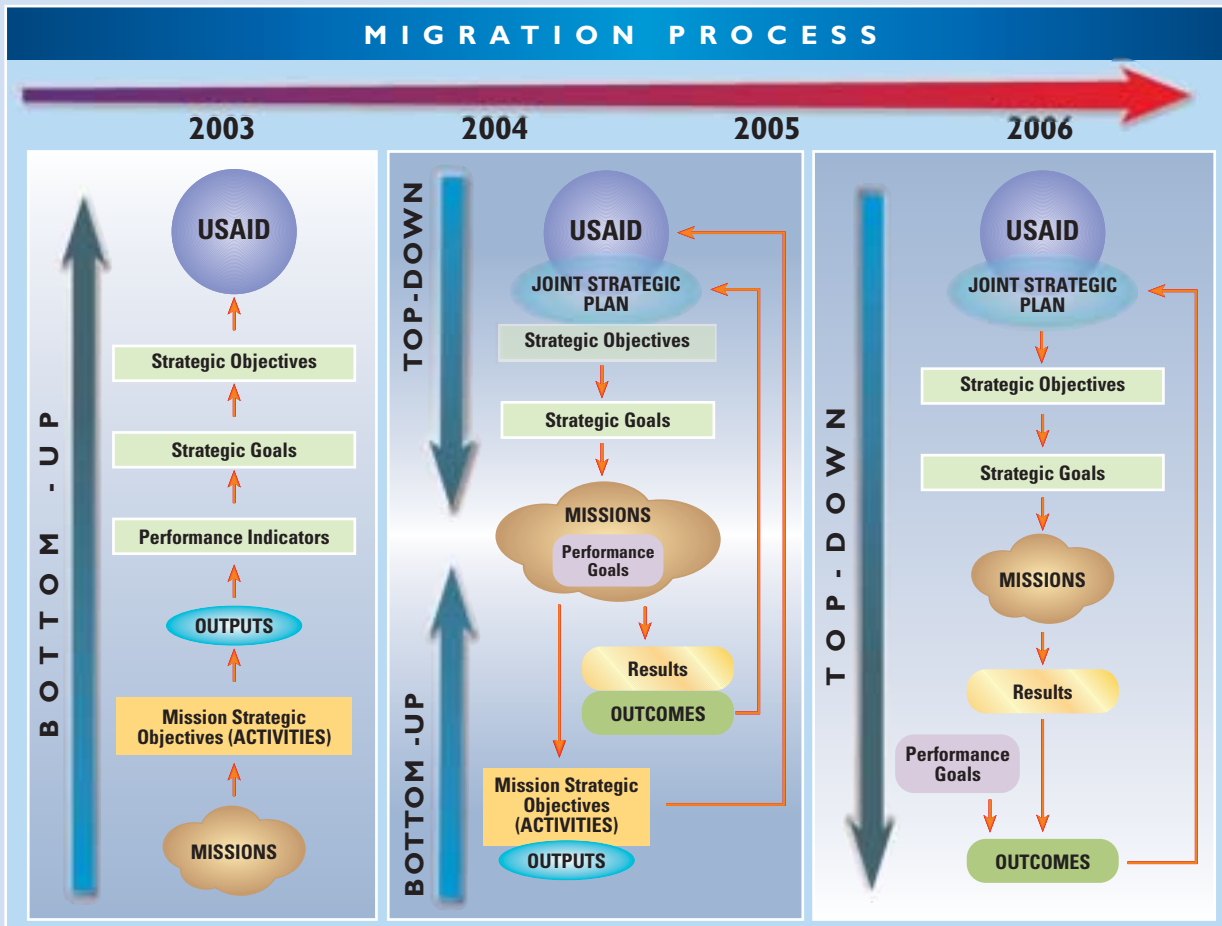 MIGRATION PROCESS
2003
2004
2005
2006
BOTTOM -UP
USAID
Strategic Objectives
Strategic Goals
Performance Indicators
OUTPUTS
Mission Strategic
Objectives (ACTIVITIES)
MISSIONS
TOP-DOWN
BOTTOM -UP
USAID
JOINT STRATEGIC
PLAN
Strategic Objectives
Strategic Goals
MISSIONS
Performance
Goals
Results
OUTCOMES
Mission Strategic
Objectives
(ACTIVITIES)
OUTPUTS
TOP-DOWN
USAID
JOINT STRATEGIC
PLAN
Strategic Objectives
Strategic Goals
MISSIONS
Results
Performance
Goals
OUTCOMES